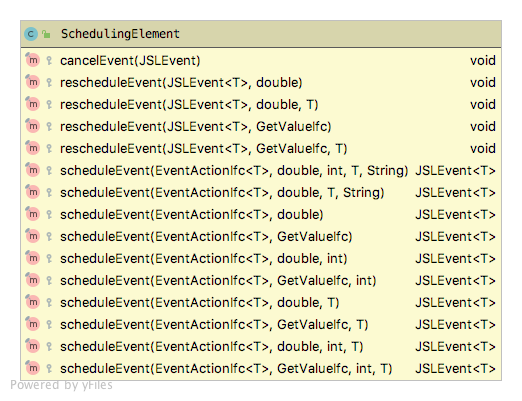 SchedulingElement
cancelEvent(JSLEvent) void
rescheduleEvent(JSLEvent<T>, double) void
rescheduleEvent(JSLEvent<T>, double, T) void
rescheduleEvent(JSLEvent<T>, GetValueIfc) void
rescheduleEvent(JSLEvent<T>, GetValueIfc, T) void
scheduleEvent(EventActionIfc<T>, double, int, T, String) JSLEvent<T>
scheduleEvent(EventActionIfc<T>, double, T, String) JSLEvent<T>
scheduleEvent(EventActionIfc<T>, double) JSLEvent<T>
scheduleEvent(EventActionIfc<T>, GetValueIfc) JSLEvent<T>
scheduleEvent(EventActionIfc<T>, double, int) JSLEvent<T>
scheduleEvent(EventActionIfc<T>, GetValueIfc, int) JSLEvent<T>
scheduleEvent(EventActionIfc<T>, double, T) JSLEvent<T>
scheduleEvent(EventActionIfc<T>, GetValueIfc, T) JSLEvent<T>
scheduleEvent(EventActionIfc<T>, double, int, T) JSLEvent<T>
scheduleEvent(EventActionIfc<T>, GetValueIfc, int, T) JSLEvent<T>
Powered by yFiles